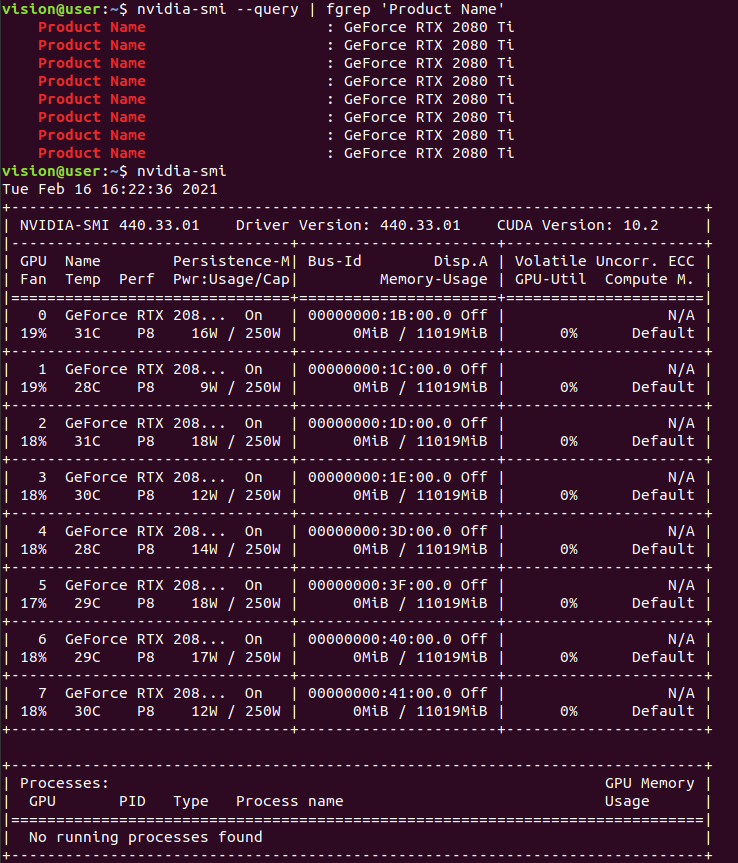 vision@user:~$ nvidia-smi --query | fgrep 'Product Name'
    Product Name                    : GeForce RTX 2080 Ti
    Product Name                    : GeForce RTX 2080 Ti
    Product Name                    : GeForce RTX 2080 Ti
    Product Name                    : GeForce RTX 2080 Ti
    Product Name                    : GeForce RTX 2080 Ti
    Product Name                    : GeForce RTX 2080 Ti
    Product Name                    : GeForce RTX 2080 Ti
    Product Name                    : GeForce RTX 2080 Ti
vision@user:~$ nvidia-smi
Tue Feb 16 16:22:36 2021
+-----------------------------------------------------------------------------+
| NVIDIA-SMI 440.33.01    Driver Version: 440.33.01    CUDA Version: 10.2     |
|-------------------------------+----------------------+----------------------+
| GPU  Name        Persistence-M| Bus-Id        Disp.A | Volatile Uncorr. ECC |
| Fan  Temp  Perf  Pwr:Usage/Cap|         Memory-Usage | GPU-Util  Compute M. |
|===============================+======================+======================|
|   0  GeForce RTX 208...  On   | 00000000:1B:00.0 Off |                  N/A |
| 19%   31C    P8    16W / 250W |      0MiB / 11019MiB |      0%      Default |
+-------------------------------+----------------------+----------------------+
|   1  GeForce RTX 208...  On   | 00000000:1C:00.0 Off |                  N/A |
| 19%   28C    P8     9W / 250W |      0MiB / 11019MiB |      0%      Default |
+-------------------------------+----------------------+----------------------+
|   2  GeForce RTX 208...  On   | 00000000:1D:00.0 Off |                  N/A |
| 18%   31C    P8    18W / 250W |      0MiB / 11019MiB |      0%      Default |
+-------------------------------+----------------------+----------------------+
|   3  GeForce RTX 208...  On   | 00000000:1E:00.0 Off |                  N/A |
| 18%   30C    P8    12W / 250W |      0MiB / 11019MiB |      0%      Default |
+-------------------------------+----------------------+----------------------+
|   4  GeForce RTX 208...  On   | 00000000:3D:00.0 Off |                  N/A |
| 18%   28C    P8    14W / 250W |      0MiB / 11019MiB |      0%      Default |
+-------------------------------+----------------------+----------------------+
|   5  GeForce RTX 208...  On   | 00000000:3F:00.0 Off |                  N/A |
| 17%   29C    P8    18W / 250W |      0MiB / 11019MiB |      0%      Default |
+-------------------------------+----------------------+----------------------+
|   6  GeForce RTX 208...  On   | 00000000:40:00.0 Off |                  N/A |
| 18%   29C    P8    17W / 250W |      0MiB / 11019MiB |      0%      Default |
+-------------------------------+----------------------+----------------------+
|   7  GeForce RTX 208...  On   | 00000000:41:00.0 Off |                  N/A |
| 18%   30C    P8    12W / 250W |      0MiB / 11019MiB |      0%      Default |
+-------------------------------+----------------------+----------------------+

+-----------------------------------------------------------------------------+
| Processes:                                                       GPU Memory |
|  GPU       PID   Type   Process name                             Usage      |
|=============================================================================|
|  No running processes found                                                 |
+-----------------------------------------------------------------------------+